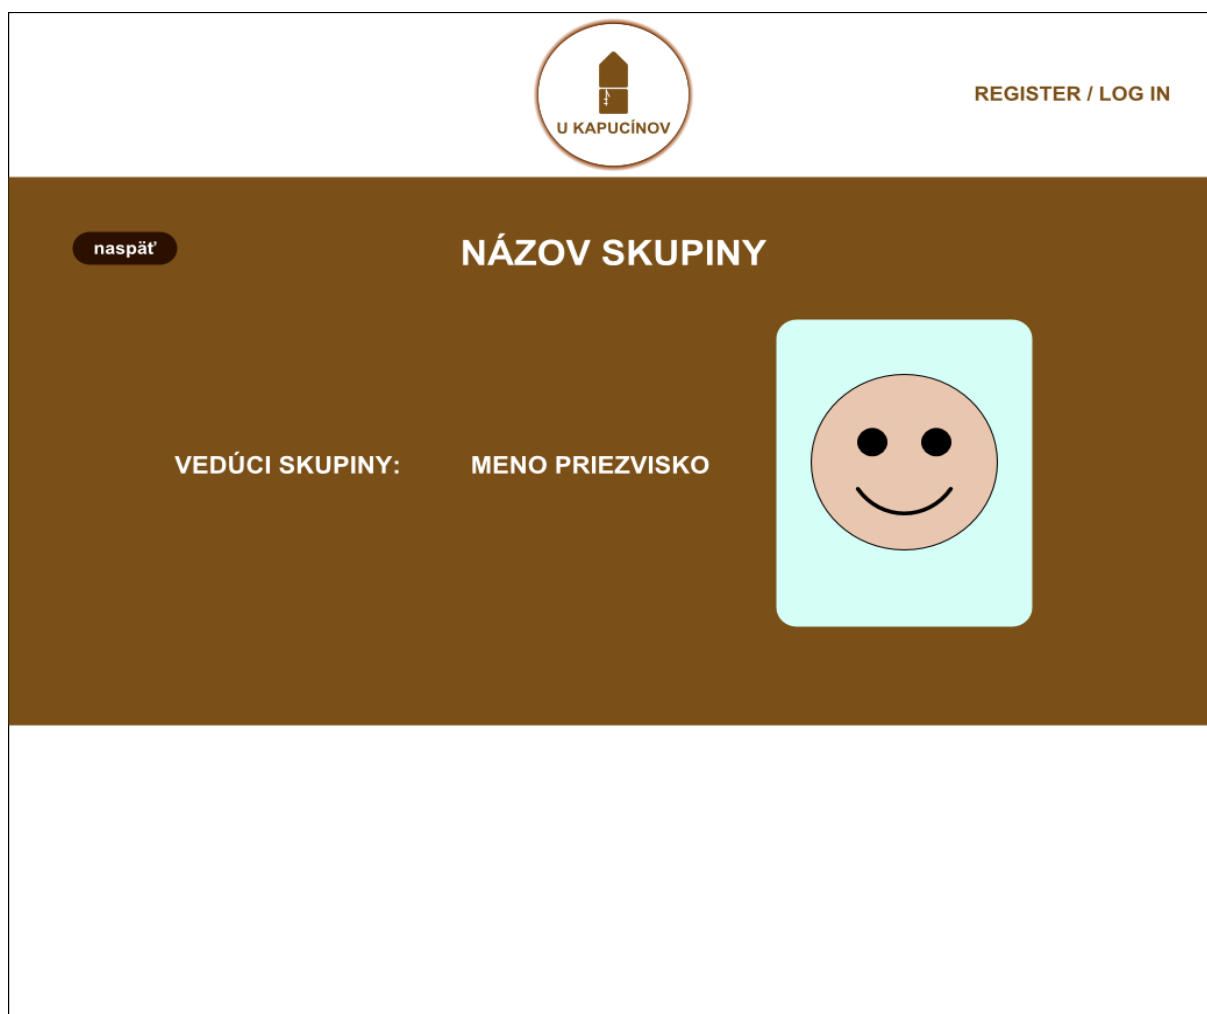 U KAPUCÍNOV
REGISTER / LOG IN
naspäť
NÁZOV SKUPINY
VEDÚCI SKUPINY:
MENO PRIEZVISKO